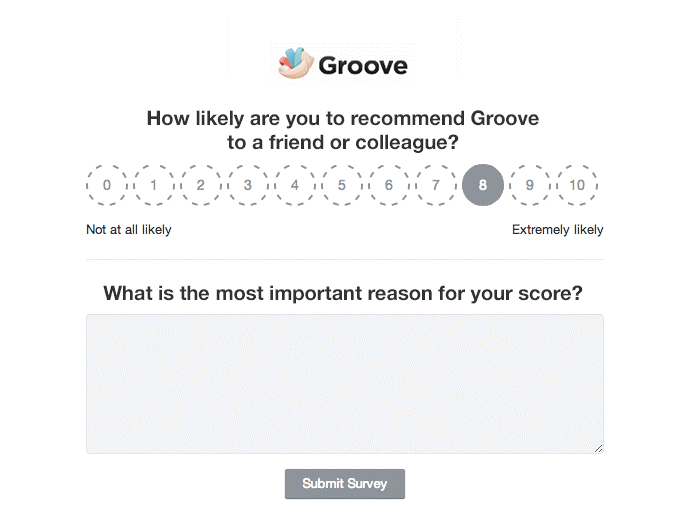 Groove
How likely are you to recommend Groove
to a friend or colleague?
0 1 2 3 4 5 6 7 8 9 10
Not at all likely Extremely likely
What is the most important reason for your score?
Submit Survey